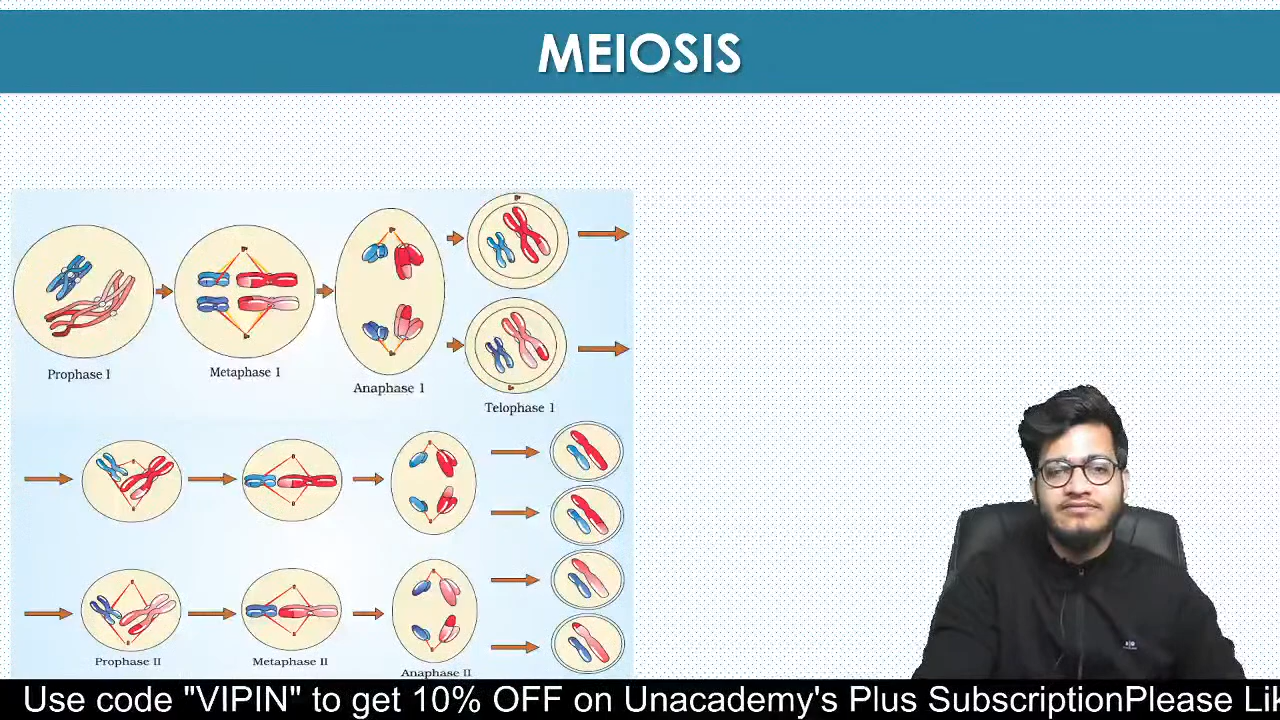 MEIOSIS
Prophase I
Metaphase 1
Anaphase 1
Telophase 1
Prophase II
Metaphase II
Anaphase II
Use code "VIPIN" to get 10% OFF on Unacademy's Plus SubscriptionPlease Lik